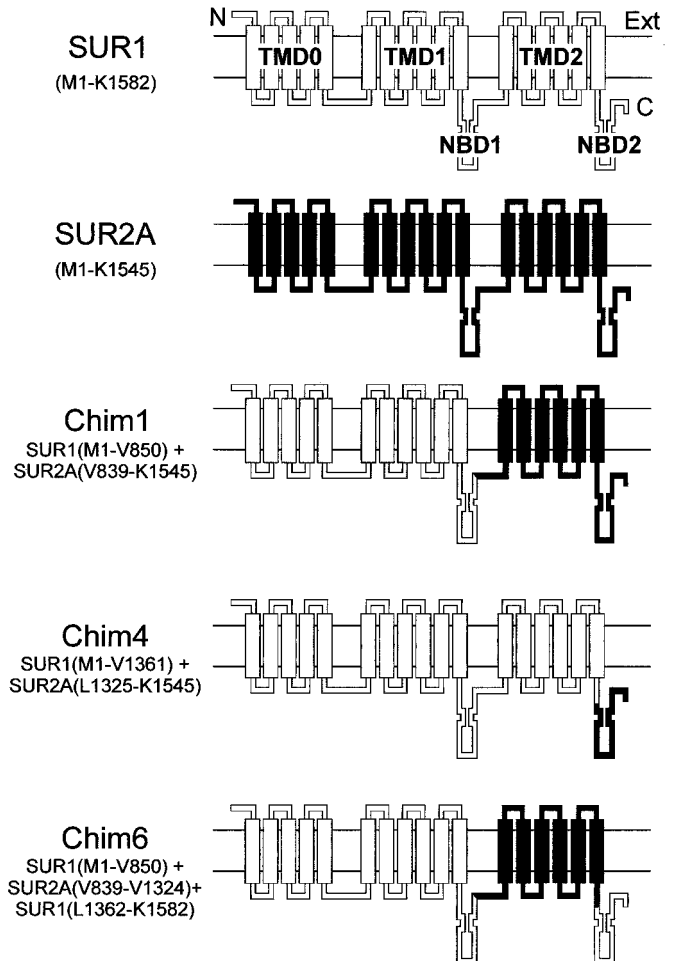 N
Ext
SUR1
(M1-K1582)
TMD0
TMD1
TMD2
C
NBD1
NBD2
SUR2A
(M1-K1545)
Chim1
SUR1(M1-V850) +
SUR2A(V839-K1545)
Chim4
SUR1(M1-V1361) +
SUR2A(L1325-K1545)
Chim6
SUR1(M1-V850) +
SUR2A(V839-V1324)+
SUR1(L1362-K1582)